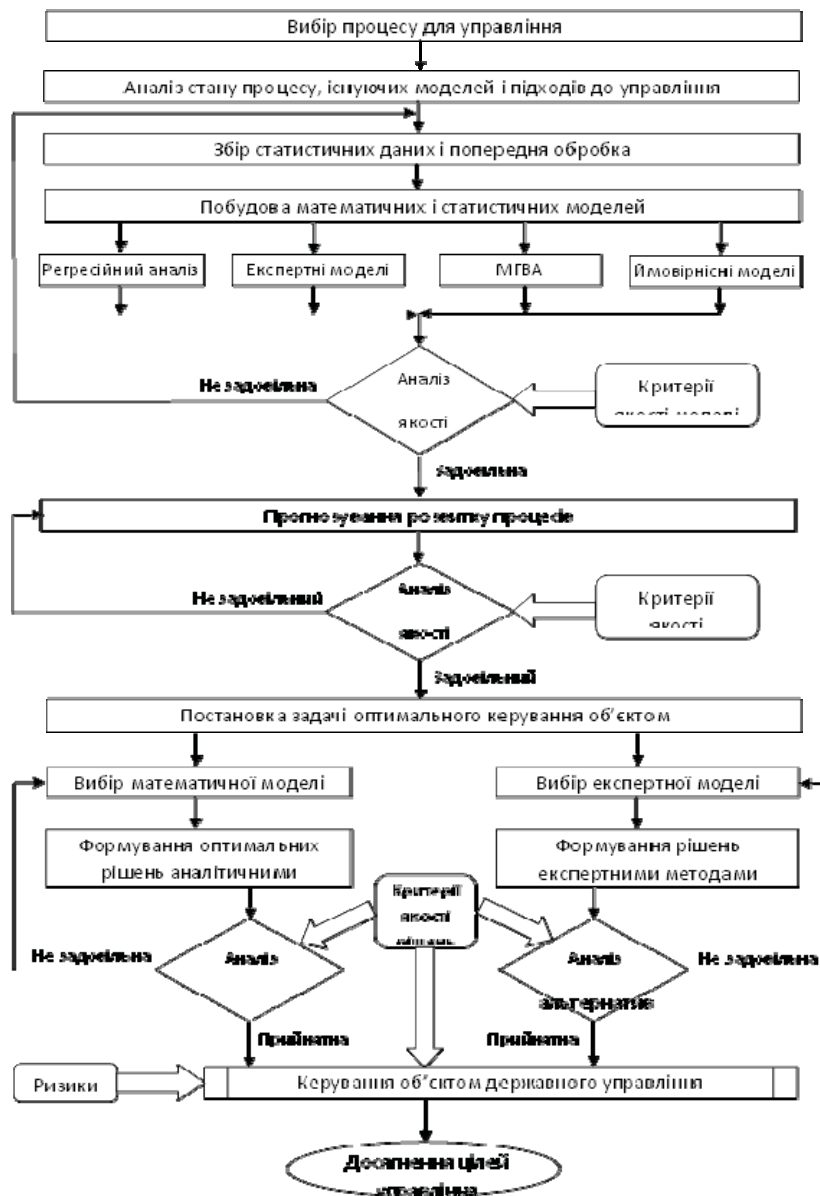 Вибір процесу для управління
Аналіз стану процесу, існуючих моделей і підходів до управління
Збір статистичних даних і попередня обробка
Побудова математичних і статистичних моделей
Регресійний аналіз
Експертні моделі
МГВА
Ймовірнісні моделі
Не задовільна
Аналіз
якості
Критерії
якості моделі
Задовільна
Прогнозування розвитку процесів
Не задовільний
Аналіз
якості
Критерії
якості
Задовільний
Постановка задачі оптимального керування об’єктом
Вибір математичної моделі
Вибір експертної моделі
Формування оптимальних
рішень аналітичними
Формування рішень
експертними методами
Критерії
якості
Не задовільна
Аналіз
Аналіз
альтернатив
Не задовільна
Прийнятна
Прийнятна
Ризики
Керування об’єктом державного управління
Досягнення цілей
управління